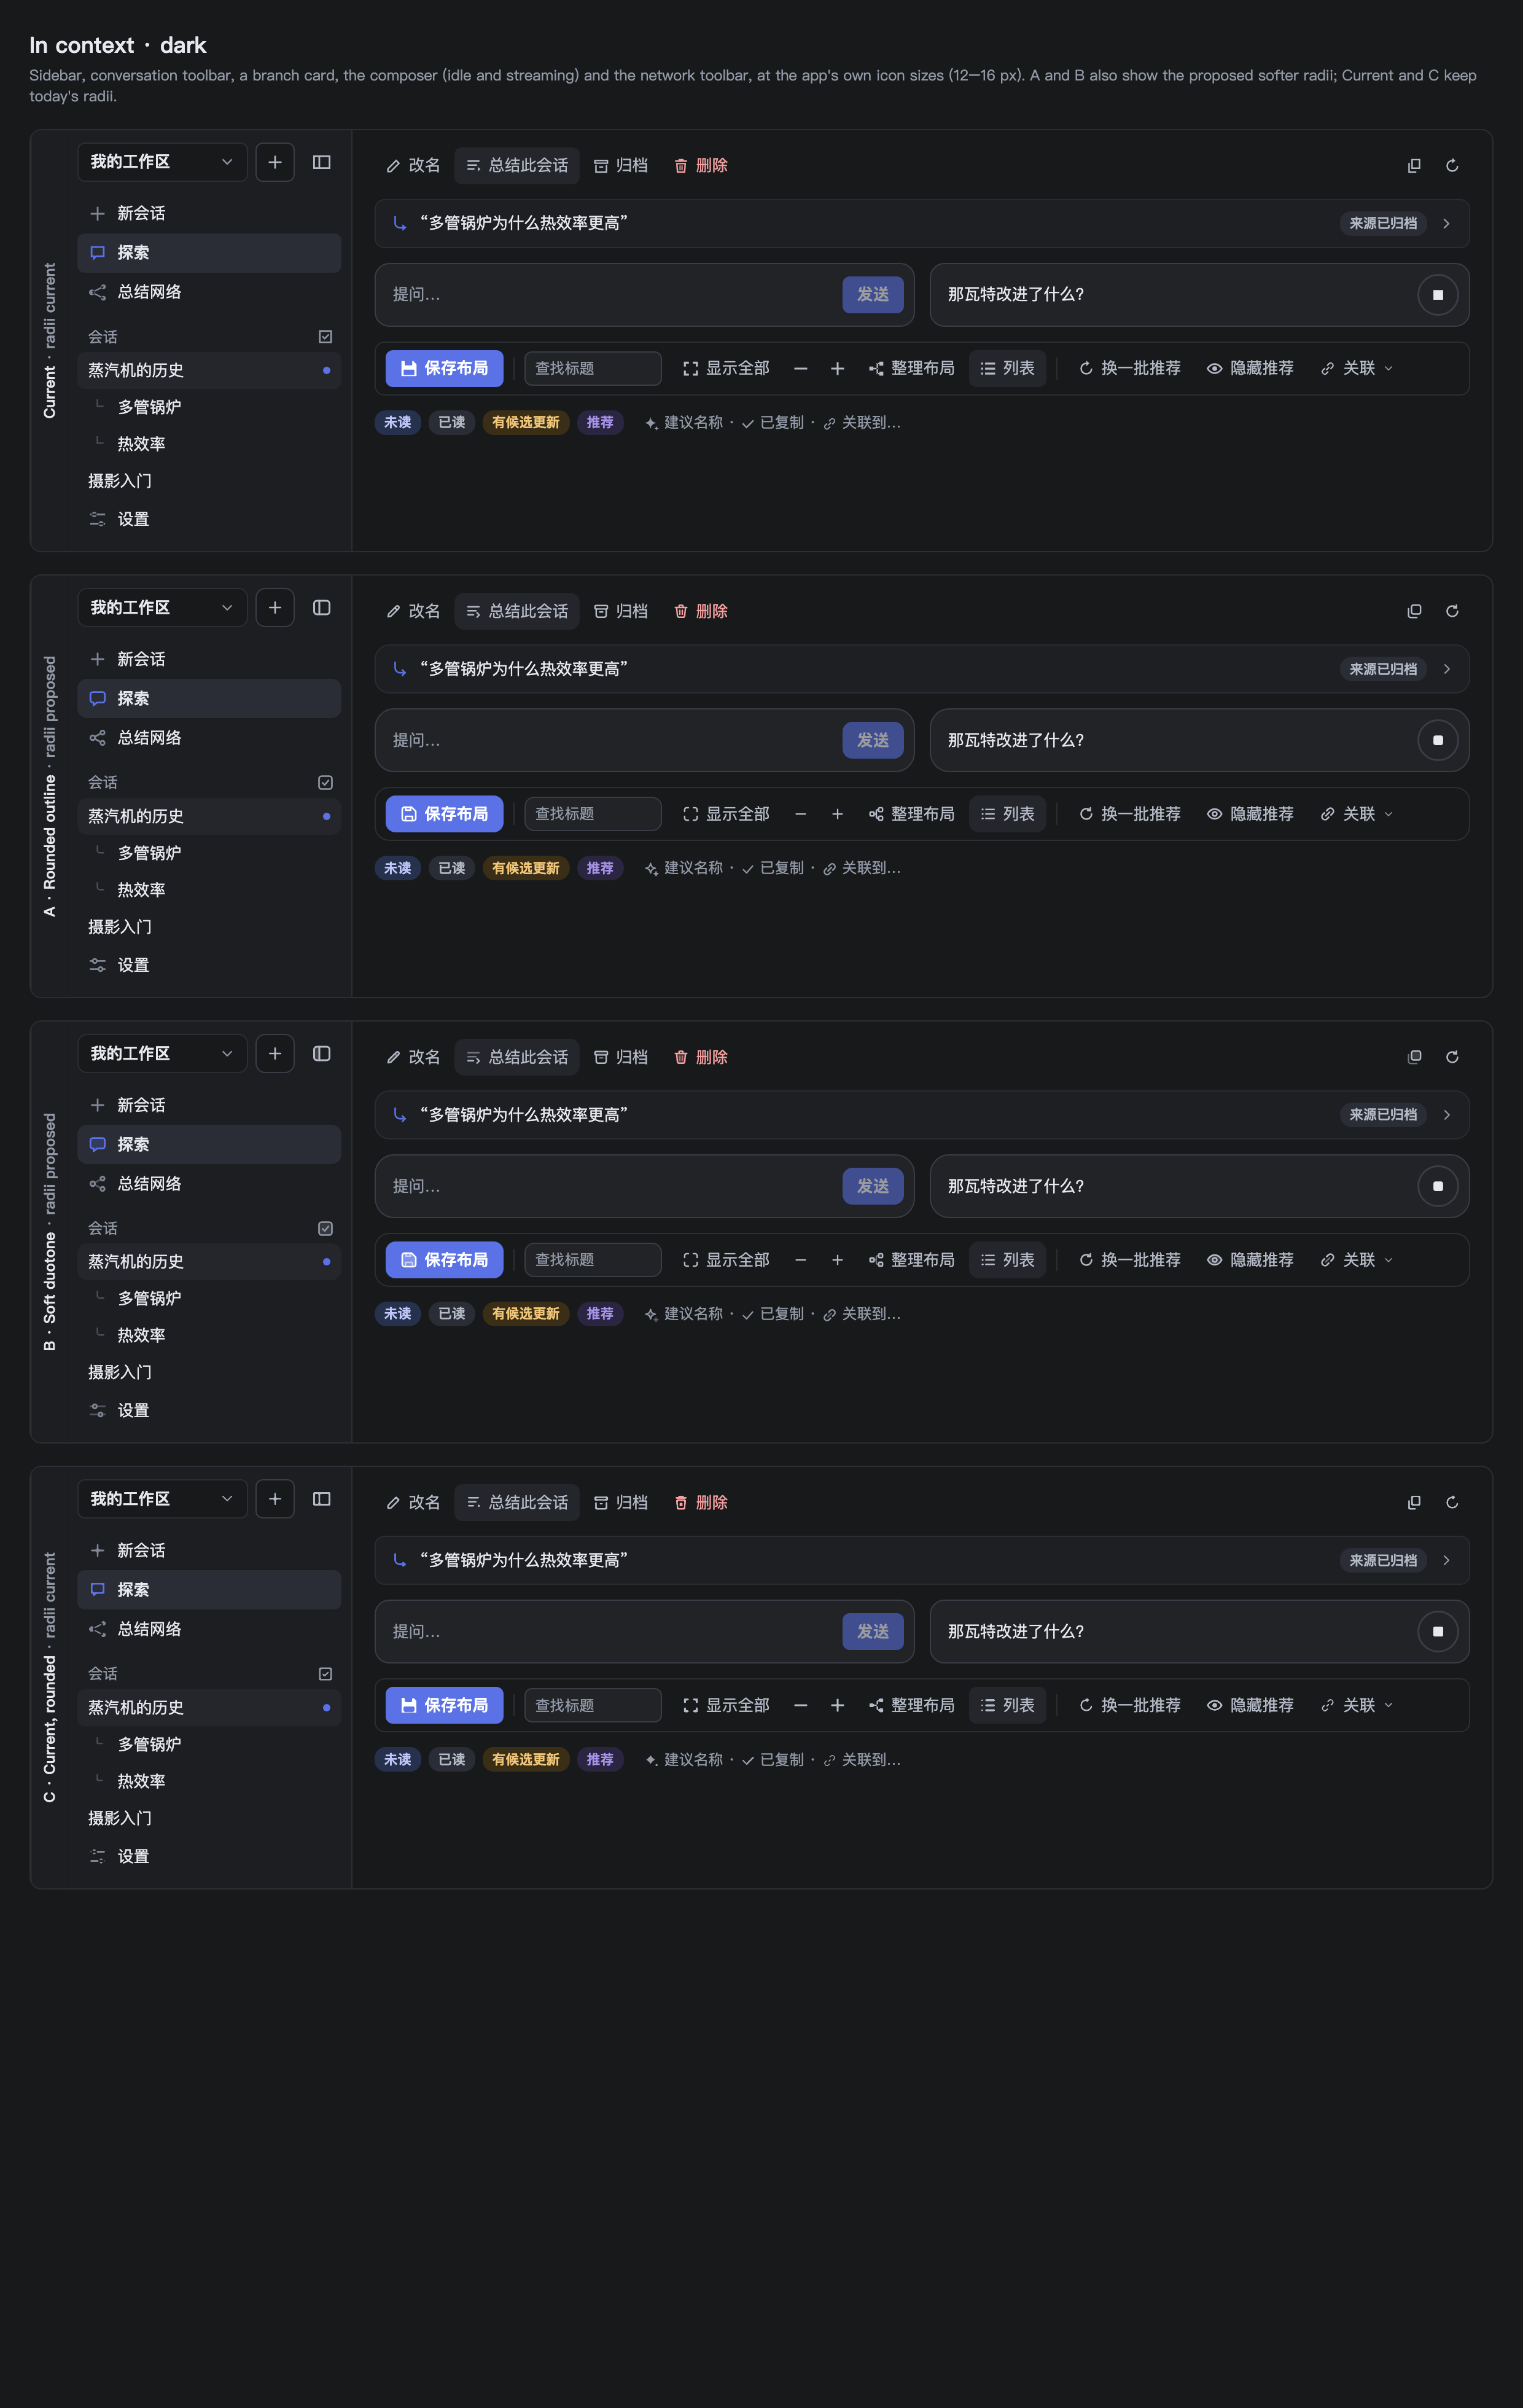 In context · dark
Sidebar, conversation toolbar, a branch card, the composer (idle and streaming) and the network toolbar, at the app's own icon sizes (12–16 px). A and B also show the proposed softer radii; Current and C keep
today's radii.
Current · radii current
我的工作区
新会话
探索
总结网络
会话
蒸汽机的历史
多管锅炉
热效率
摄影入门
设置
改名 总结此会话 归档 删除
“多管锅炉为什么热效率更高” 来源已归档
提问… 发送 那瓦特改进了什么?
保存布局 查找标题 显示全部 整理布局 列表 换一批推荐 隐藏推荐 关联
未读 已读 有候选更新 推荐 建议名称 · 已复制 · 关联到…
A · Rounded outline · radii proposed
我的工作区
新会话
探索
总结网络
会话
蒸汽机的历史
多管锅炉
热效率
摄影入门
设置
改名 总结此会话 归档 删除
“多管锅炉为什么热效率更高” 来源已归档
提问… 发送 那瓦特改进了什么?
保存布局 查找标题 显示全部 整理布局 列表 换一批推荐 隐藏推荐 关联
未读 已读 有候选更新 推荐 建议名称 · 已复制 · 关联到…
B · Soft duotone · radii proposed
我的工作区
新会话
探索
总结网络
会话
蒸汽机的历史
多管锅炉
热效率
摄影入门
设置
改名 总结此会话 归档 删除
“多管锅炉为什么热效率更高” 来源已归档
提问… 发送 那瓦特改进了什么?
保存布局 查找标题 显示全部 整理布局 列表 换一批推荐 隐藏推荐 关联
未读 已读 有候选更新 推荐 建议名称 · 已复制 · 关联到…
C · Current, rounded · radii current
我的工作区
新会话
探索
总结网络
会话
蒸汽机的历史
多管锅炉
热效率
摄影入门
设置
改名 总结此会话 归档 删除
“多管锅炉为什么热效率更高” 来源已归档
提问… 发送 那瓦特改进了什么?
保存布局 查找标题 显示全部 整理布局 列表 换一批推荐 隐藏推荐 关联
未读 已读 有候选更新 推荐 建议名称 · 已复制 · 关联到…